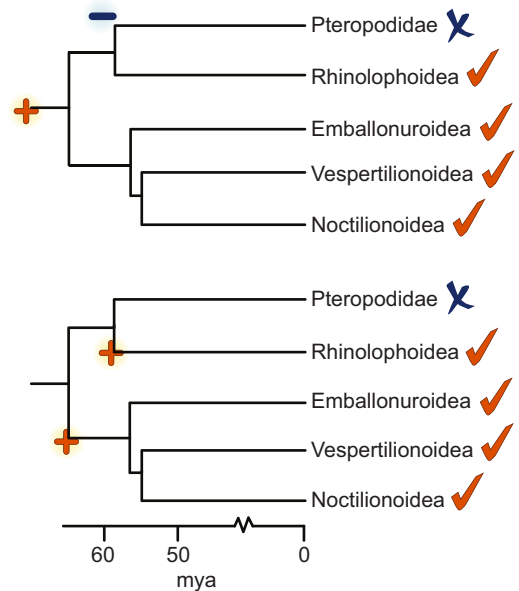 Pteropodidae
Rhinolophoidea
Emballonuroidea
Vespertilionoidea
Noctilionoidea
Pteropodidae
Rhinolophoidea
Emballonuroidea
Vespertilionoidea
Noctilionoidea
60 50 0
mya